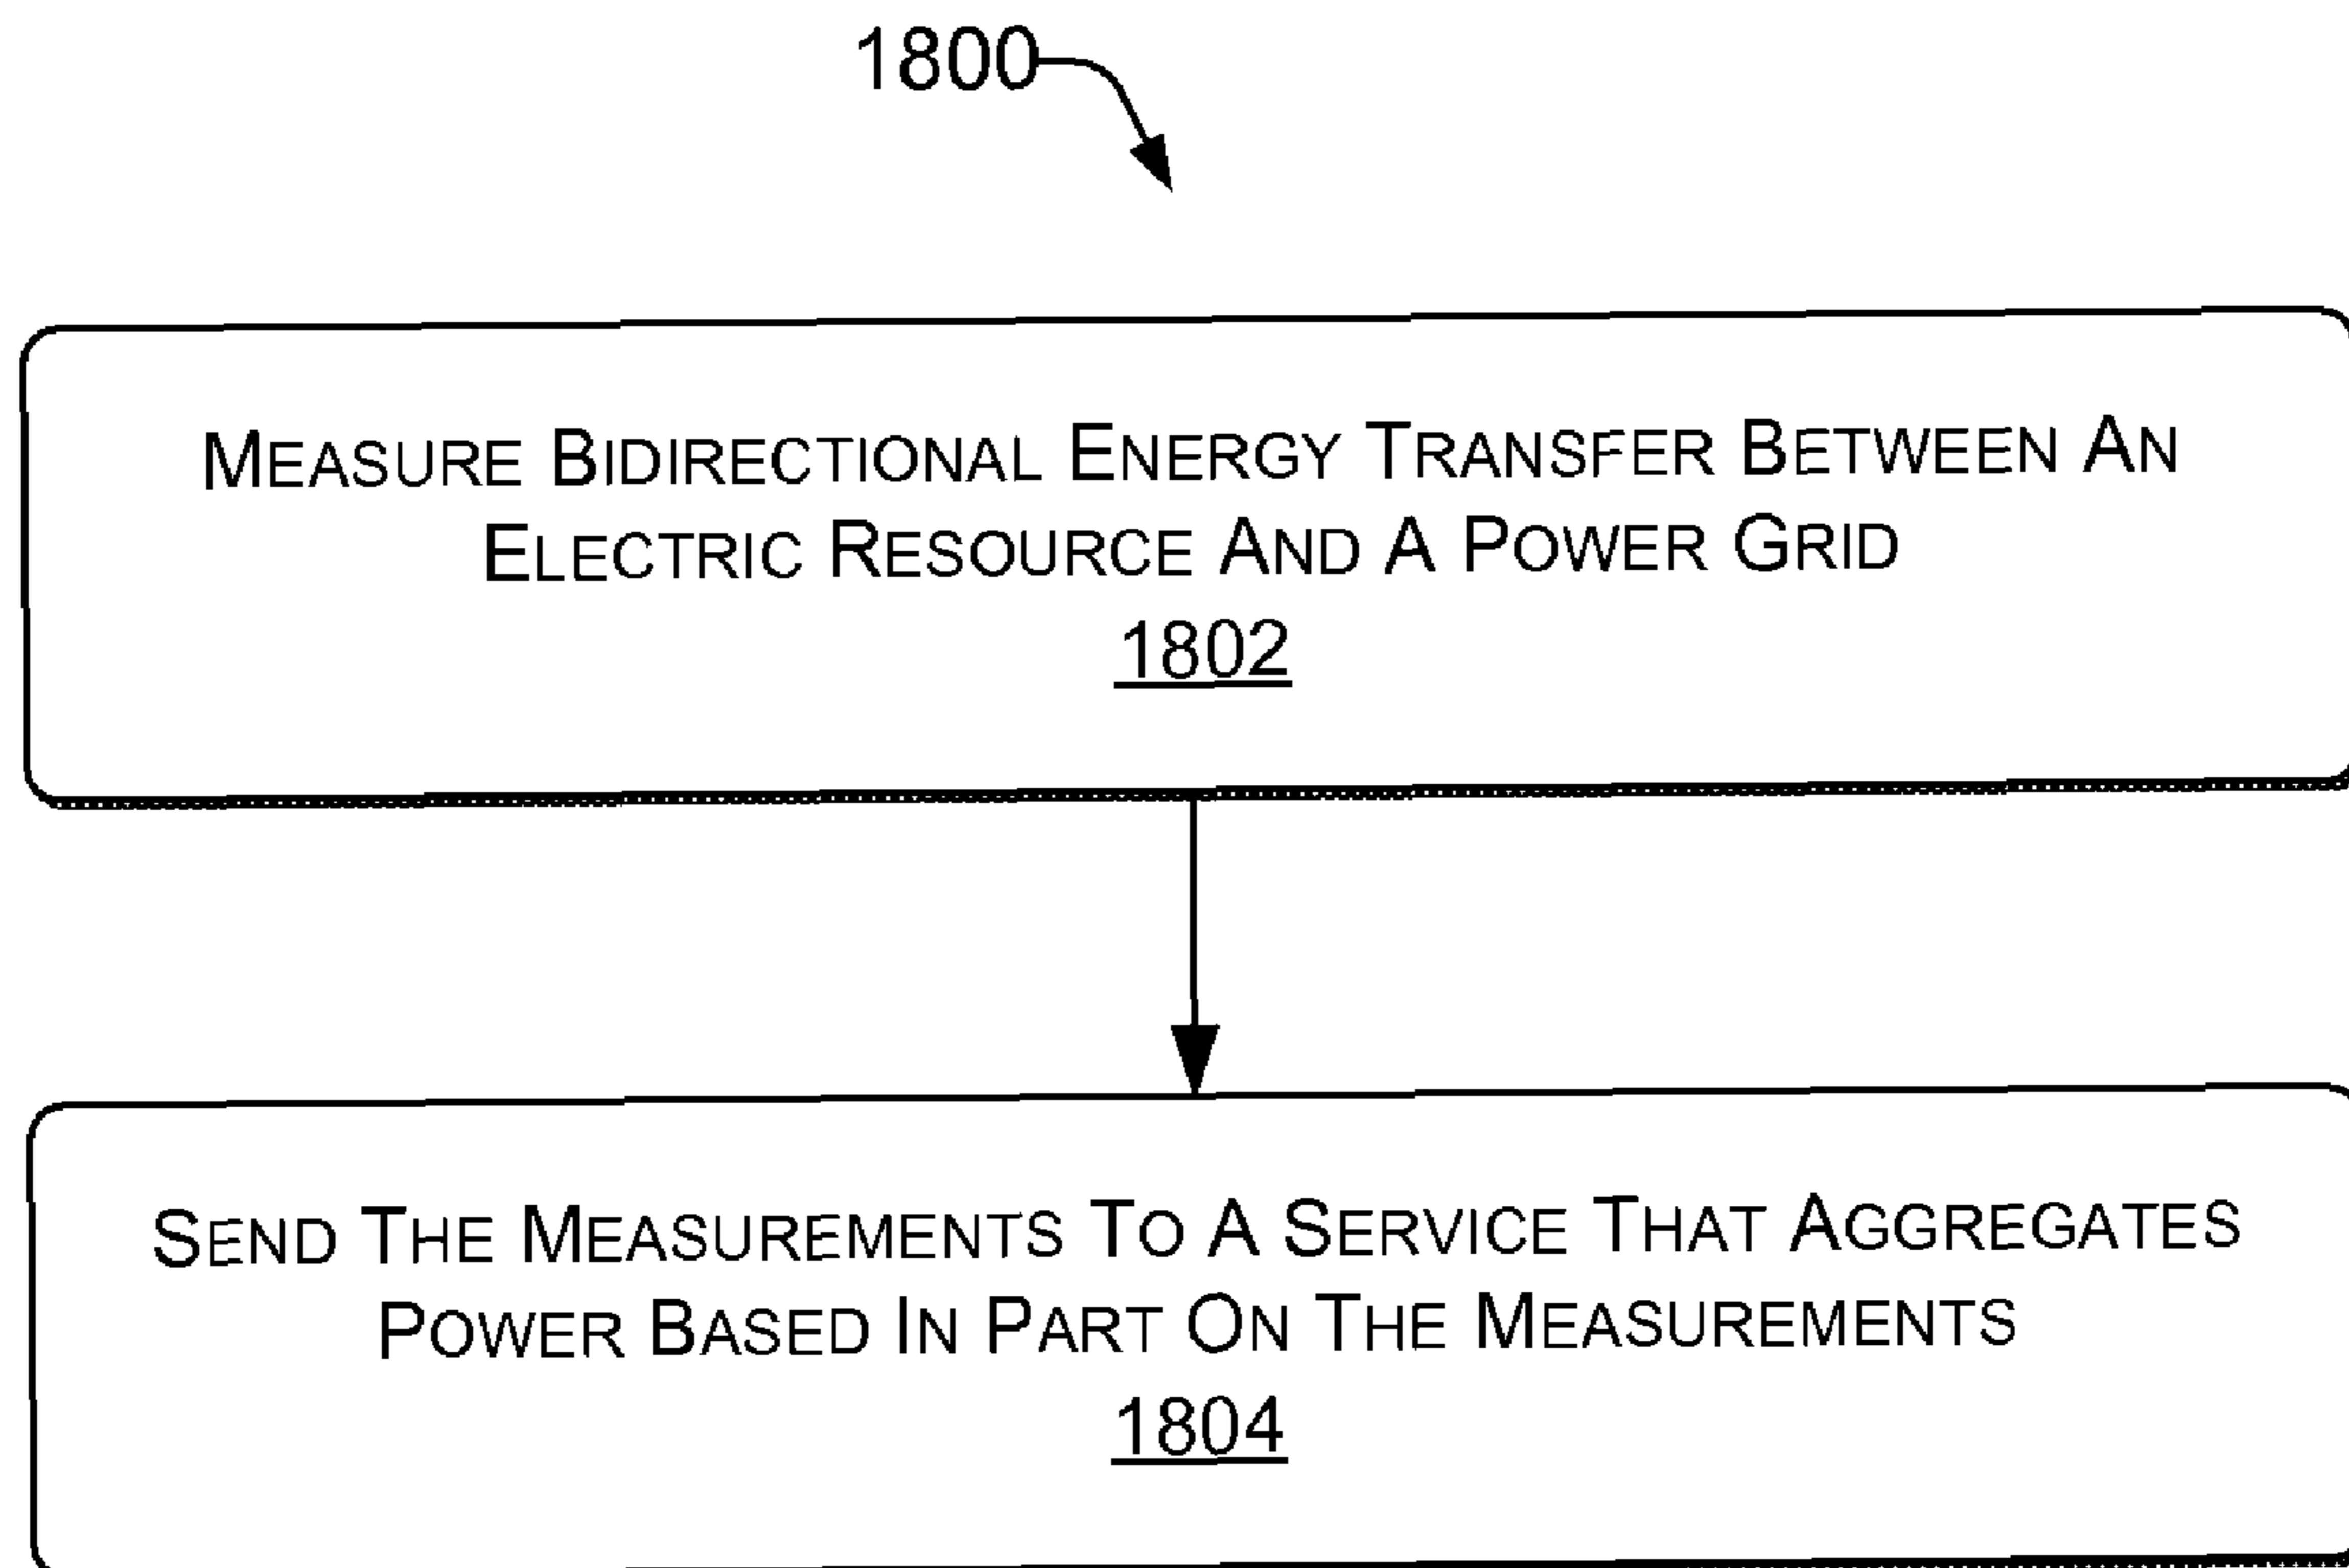 1800
MEASURE BIDIRECTIONAL ENERGY TRANSFER BETWEEN AN
ELECTRIC RESOURCE AND A POWER GRID
1802
SEND THE MEASUREMENTS TO A SERVICE THAT AGGREGATES
POWER BASED IN PART ON THE MEASUREMENTS
1804